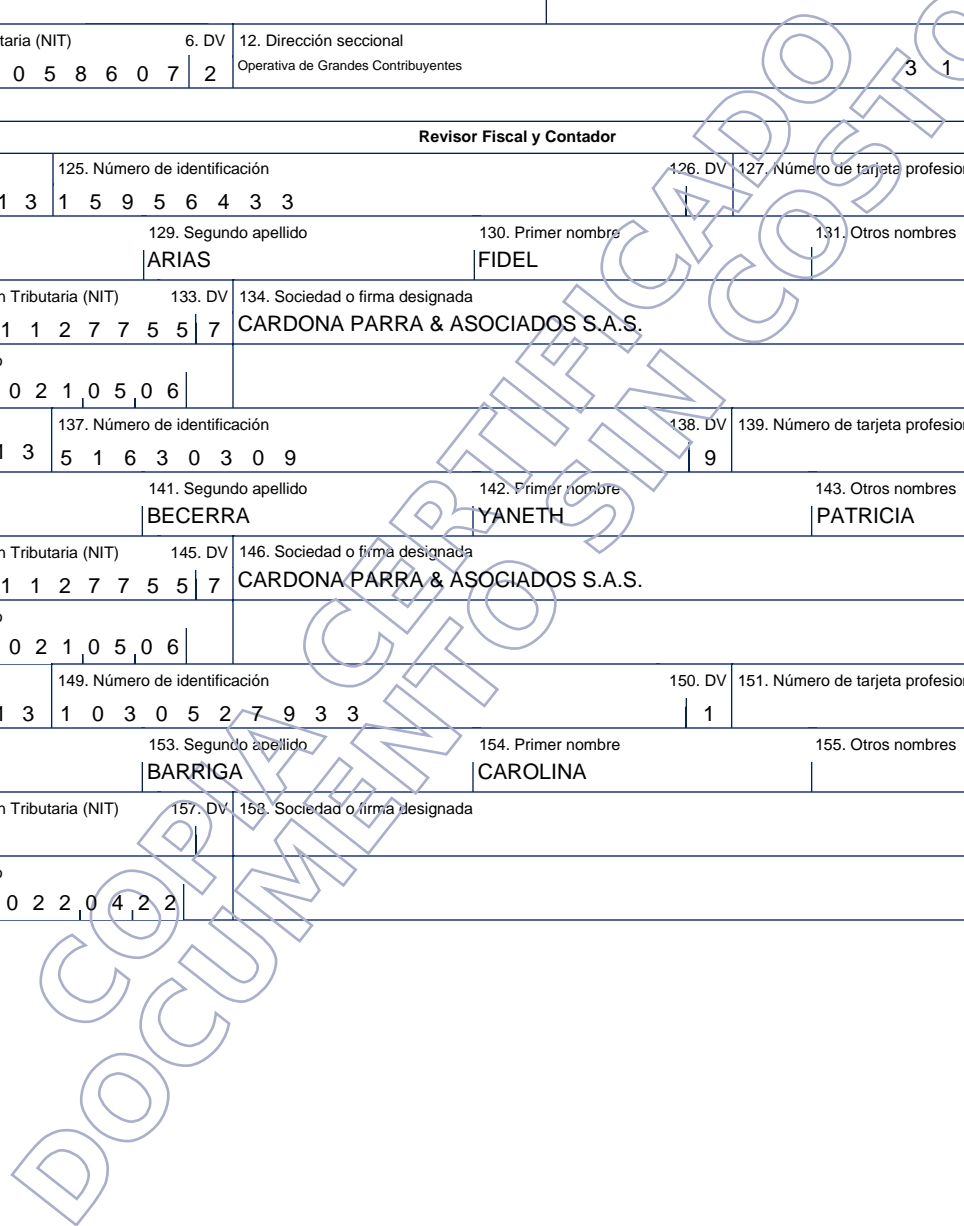 taria (NIT) 6. DV 12. Dirección seccional
0 5 8 6 0 7 2 Operativa de Grandes Contribuyentes 3 1
Revisor Fiscal y Contador
125. Número de identificación 126. DV 127. Número de tarjeta profesion
1 3 1 5 9 5 6 4 3 3
129. Segundo apellido 130. Primer nombre 131. Otros nombres
ARIAS FIDEL
n Tributaria (NIT) 133. DV 134. Sociedad o firma designada
1 1 2 7 7 5 5 7 CARDONA PARRA & ASOCIADOS S.A.S.
o
0 2 1 0 5 0 6
137. Número de identificación 138. DV 139. Número de tarjeta profesion
1 3 5 1 6 3 0 3 0 9 9
141. Segundo apellido 142. Primer nombre 143. Otros nombres
BECERRA YANETH PATRICIA
n Tributaria (NIT) 145. DV 146. Sociedad o firma designada
1 1 2 7 7 5 5 7 CARDONA PARRA & ASOCIADOS S.A.S.
o
0 2 1 0 5 0 6
149. Número de identificación 150. DV 151. Número de tarjeta profesion
1 3 1 0 3 0 5 2 7 9 3 3 1
153. Segundo apellido 154. Primer nombre 155. Otros nombres
BARRIGA CAROLINA
n Tributaria (NIT) 157. DV 158. Sociedad o firma designada
o
0 2 2 0 4 2 2
COPIA CERTIFICADO
DOCUMENTO SIN COSTO